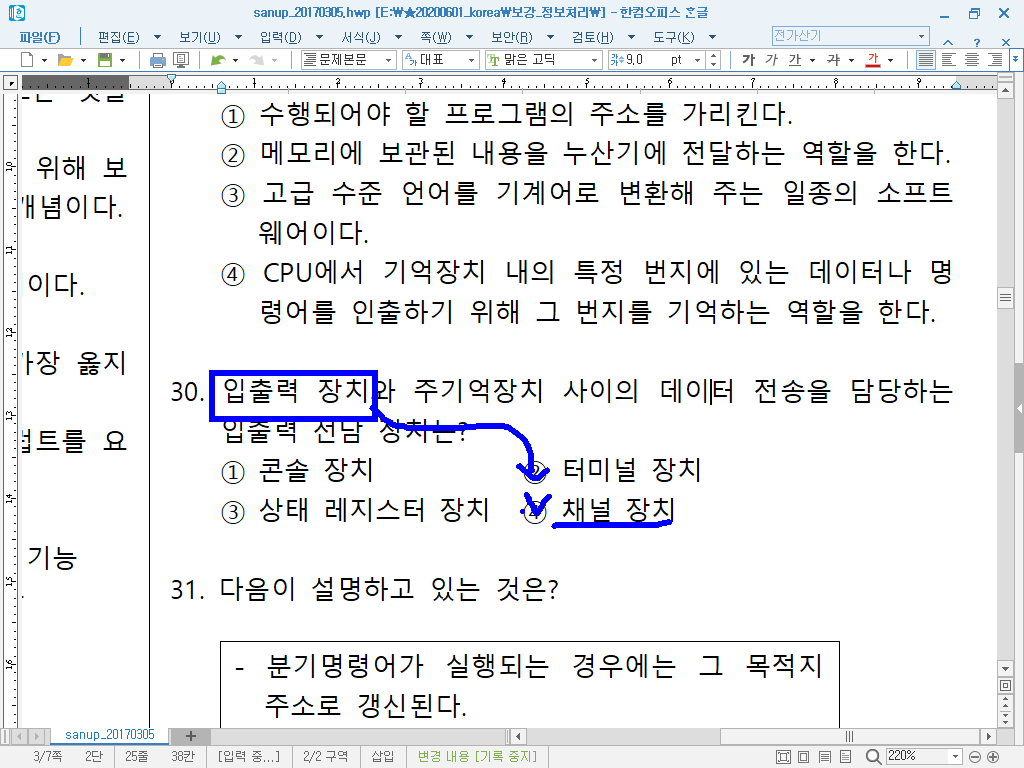 sanup_20170305.hwp [E:\★20200601_korea\보강_정보처리\] - 한컴오피스 흔글
파일(F) 편집(E) 보기(U) 입력(D) 서식(J) 쪽(W) 보안(R) 검토(H) 도구(K) 전가산기
문제본문 대표 맑은 고딕 9,0 pt 가 가 가 가 가
위해 보
개념이다.
이다.
가장 옳지
럽트를 요
기능
① 수행되어야 할 프로그램의 주소를 가리킨다.
② 메모리에 보관된 내용을 누산기에 전달하는 역할을 한다.
③ 고급 수준 언어를 기계어로 변환해 주는 일종의 소프트
웨어이다.
④ CPU에서 기억장치 내의 특정 번지에 있는 데이터나 명
령어를 인출하기 위해 그 번지를 기억하는 역할을 한다.
30. 입출력 장치와 주기억장치 사이의 데이터 전송을 담당하는
입출력 전담 장치는?
① 콘솔 장치 ② 터미널 장치
③ 상태 레지스터 장치 ④ 채널 장치
31. 다음이 설명하고 있는 것은?
- 분기명령어가 실행되는 경우에는 그 목적지
주소로 갱신된다.
sanup_20170305
3/7쪽 2단 25줄 38칸 [입력 중...] 2/2 구역 삽입 변경 내용 [기록 중지] 220%